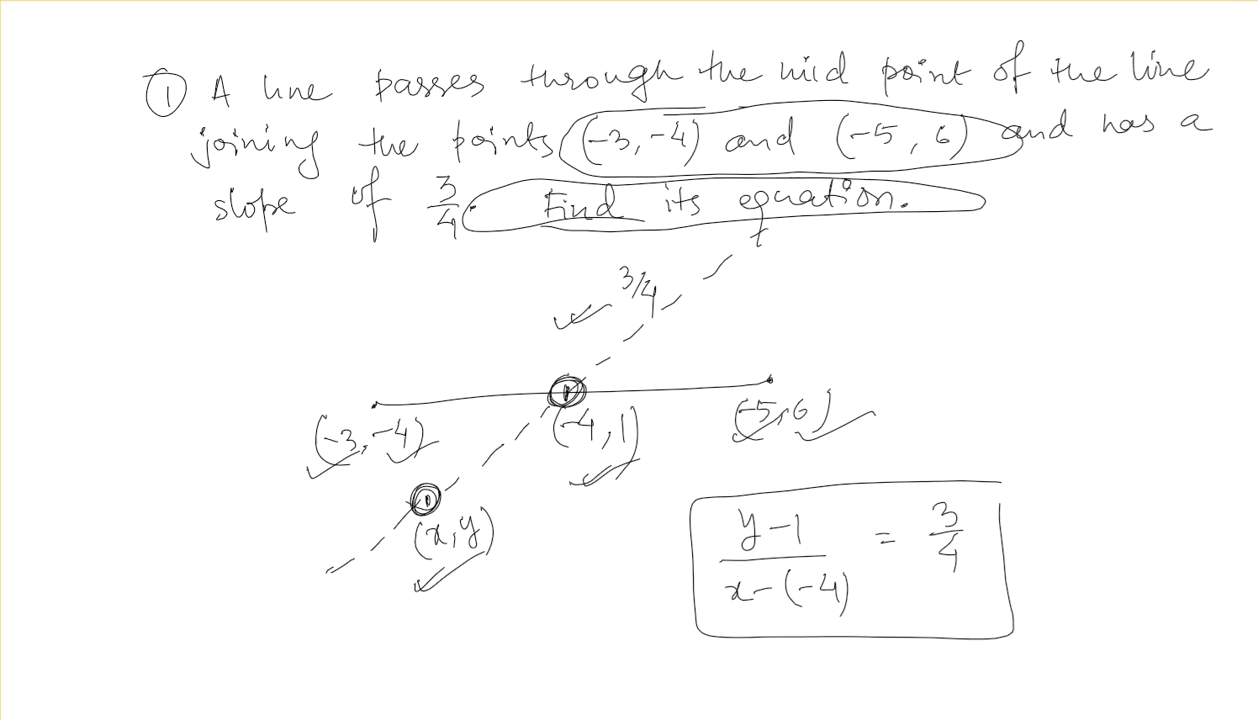 ① A line passes through the mid point of the line
joining the points (-3, -4) and (-5, 6) and has a
slope of 3/4. Find its equation.
3/4
(-3, -4) (-4, 1) (-5, 6)
(x, y)
y-1 / x-(-4) = 3/4